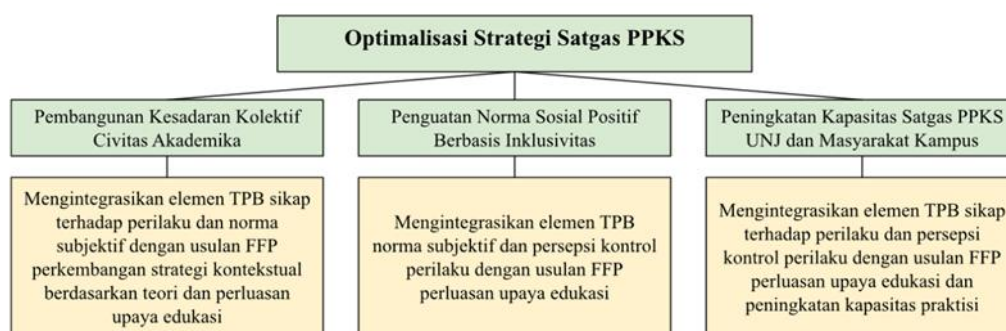 Optimalisasi Strategi Satgas PPKS
Pembangunan Kesadaran Kolektif
Civitas Akademika
Penguatan Norma Sosial Positif
Berbasis Inklusivitas
Peningkatan Kapasitas Satgas PPKS
UNJ dan Masyarakat Kampus
Mengintegrasikan elemen TPB sikap
terhadap perilaku dan norma
subjektif dengan usulan FFP
perkembangan strategi kontekstual
berdasarkan teori dan perluasan
upaya edukasi
Mengintegrasikan elemen TPB
norma subjektif dan persepsi kontrol
perilaku dengan usulan FFP
perluasan upaya edukasi
Mengintegrasikan elemen TPB sikap
terhadap perilaku dan persepsi
kontrol perilaku dengan usulan FFP
perluasan upaya edukasi dan
peningkatan kapasitas praktisi